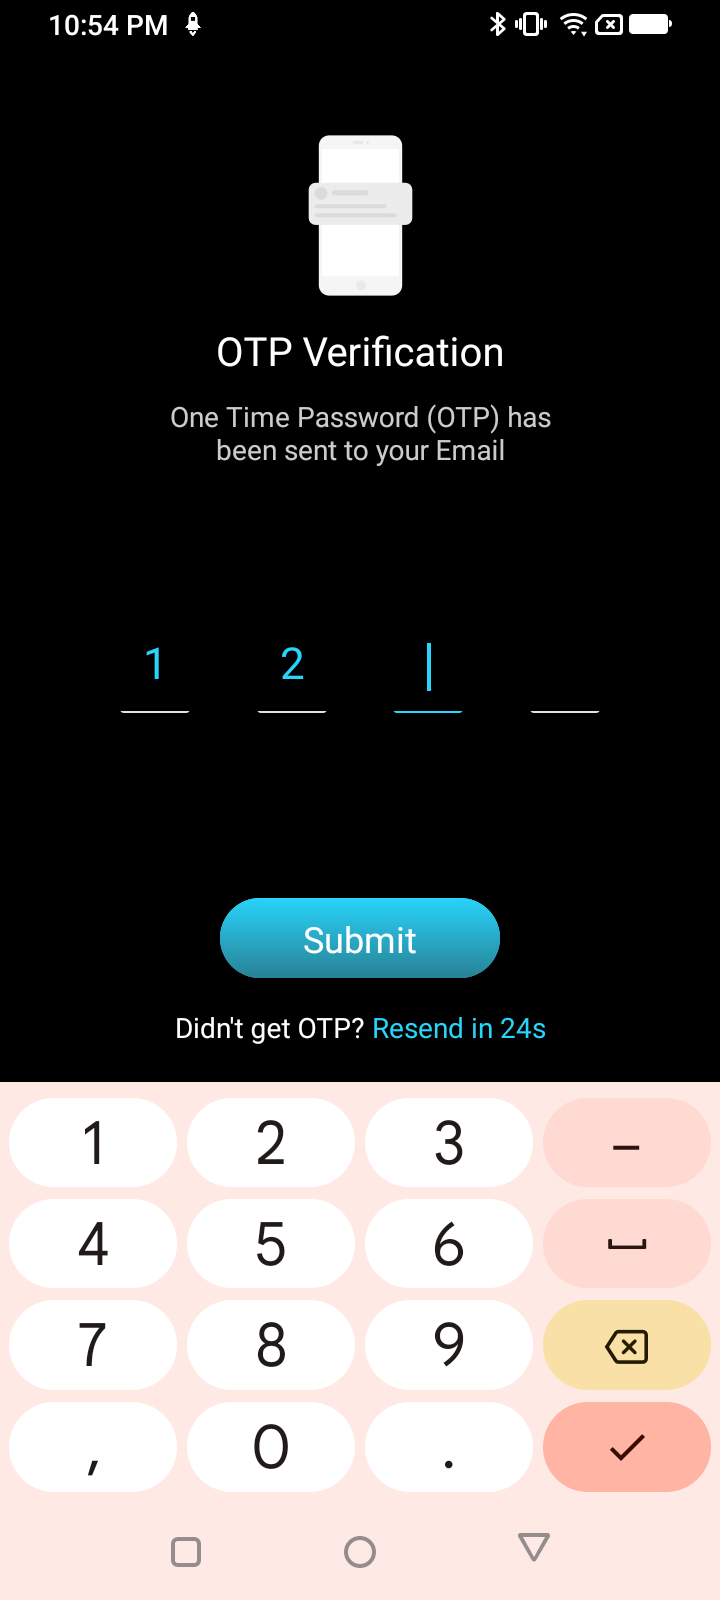 10:54 PM
OTP Verification
One Time Password (OTP) has
been sent to your Email
1 2
Submit
Didn't get OTP? Resend in 24s
1 2 3 –
4 5 6
7 8 9
, 0 .